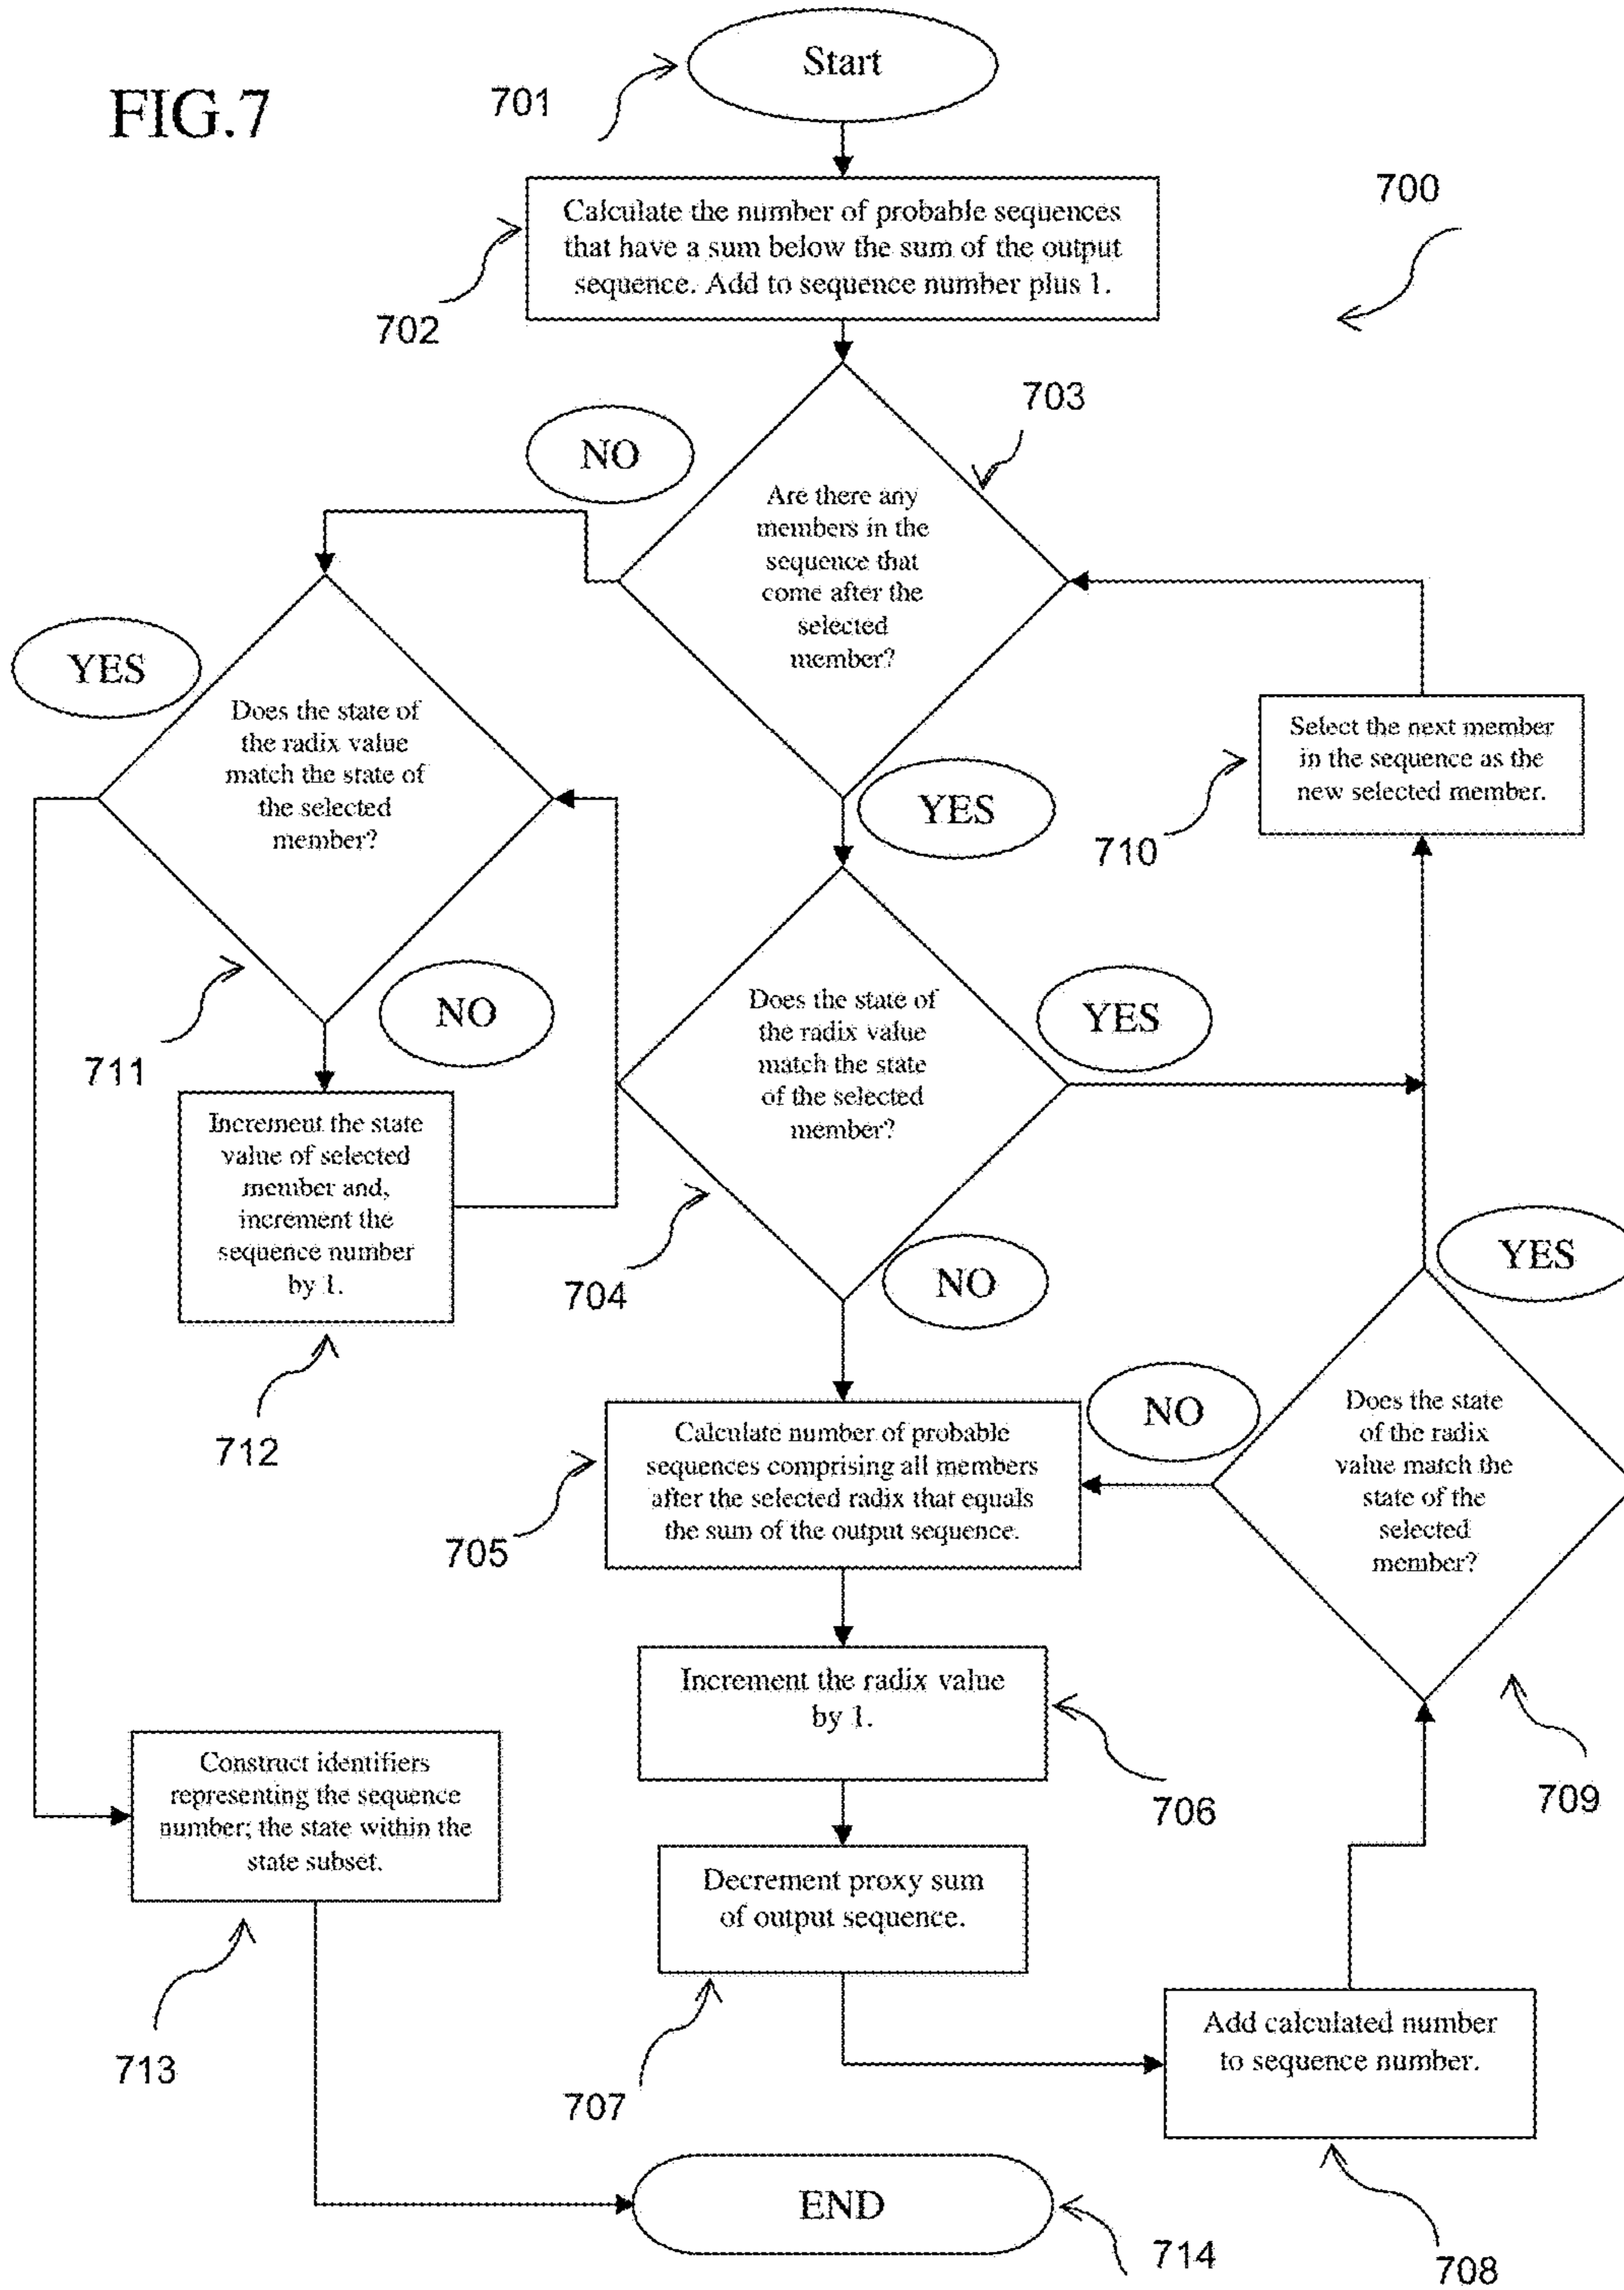 FIG.7
701
Start
700
Calculate the number of probable sequences
that have a sum below the sum of the output
sequence. Add to sequence number plus 1.
702
703
NO
Are there any
members in the
sequence that
come after the
selected
member?
YES
Does the state of
the radix value
match the state of
the selected
member?
Select the next member
in the sequence as the
new selected member.
710
YES
NO
711
Does the state of
the radix value
match the state
of the selected
member?
YES
Increment the state
value of selected
member and,
increment the
sequence number
by 1.
704
NO
YES
712
Calculate number of probable
sequences comprising all members
after the selected radix that equals
the sum of the output sequence.
705
NO
Does the state
of the radix
value match the
state of the
selected
member?
Increment the radix value
by 1.
706
709
Construct identifiers
representing the sequence
number; the state within the
state subset.
713
Decrement proxy sum
of output sequence.
707
Add calculated number
to sequence number.
708
END
714